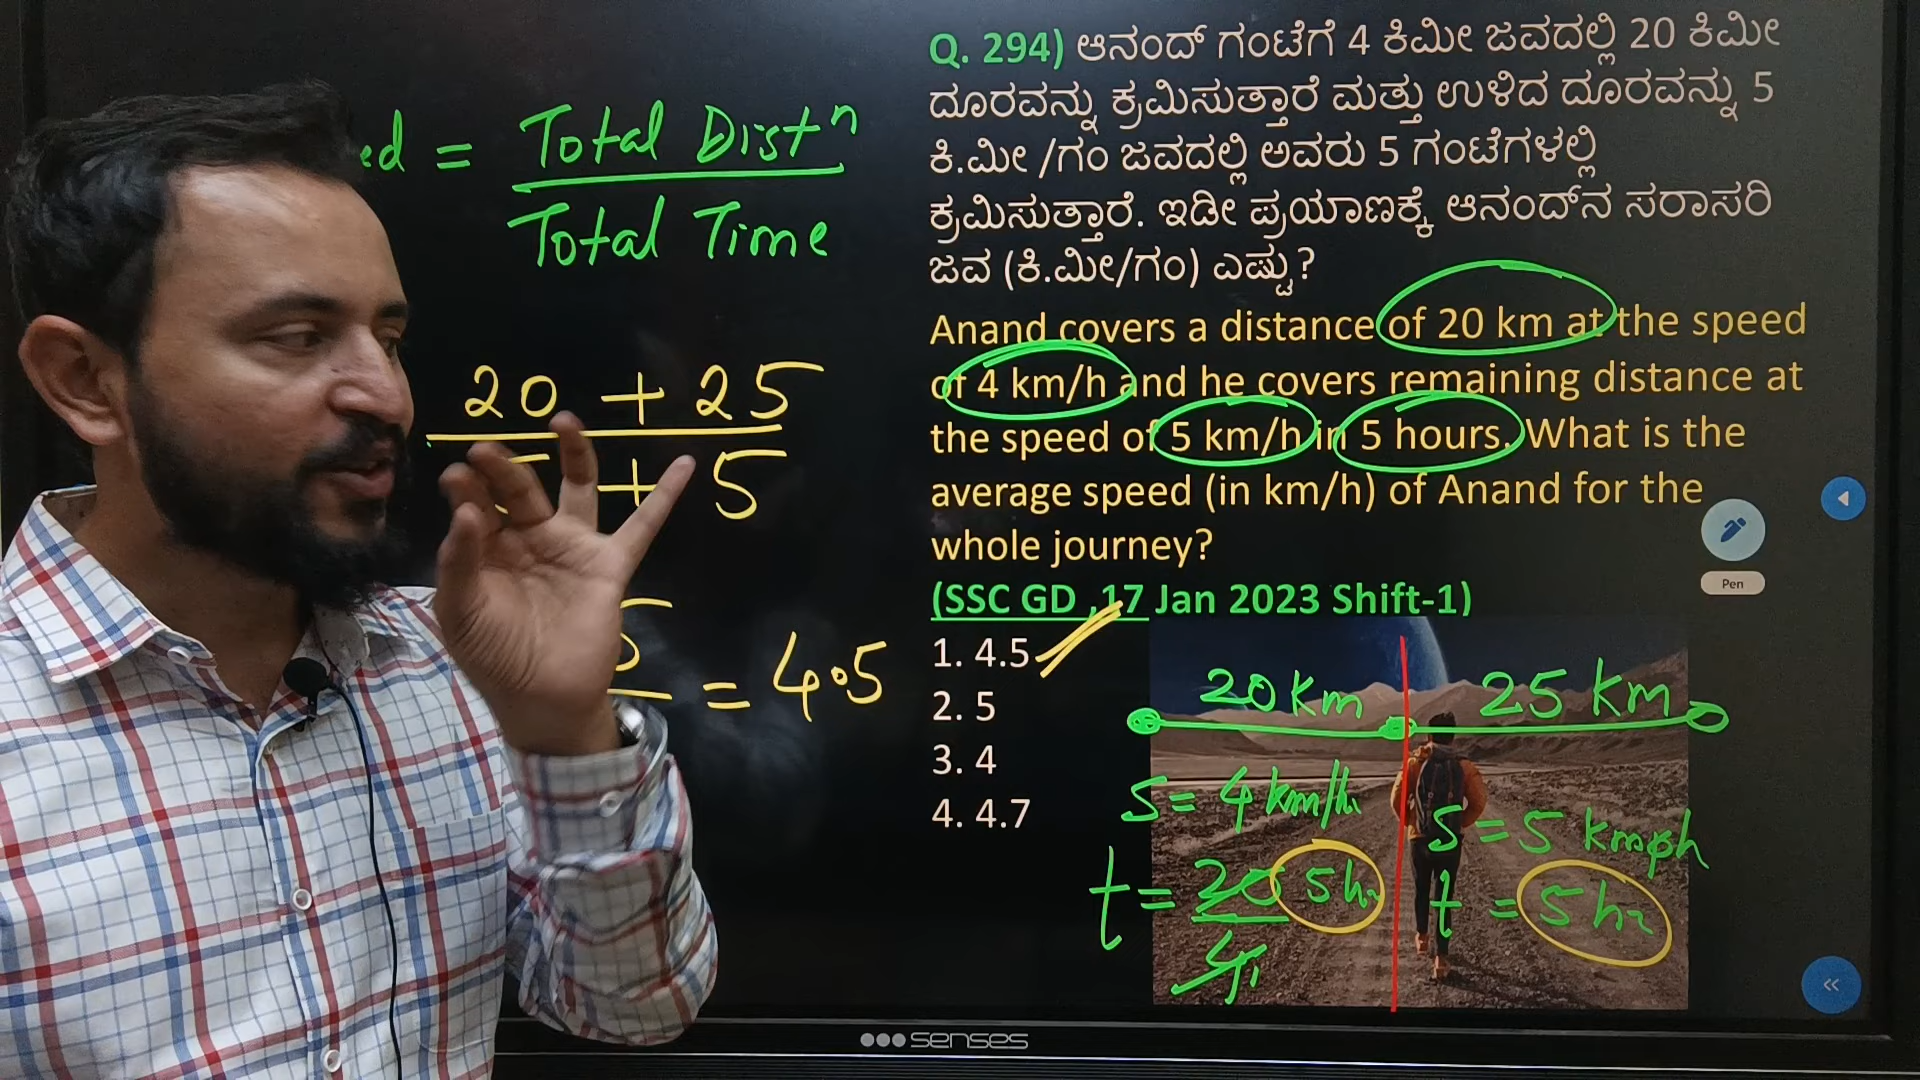 Q. 294) ಆನಂದ್ ಗಂಟೆಗೆ 4 ಕಿಮೀ ಜವದಲ್ಲಿ 20 ಕಿಮೀ
ದೂರವನ್ನು ಕ್ರಮಿಸುತ್ತಾರೆ ಮತ್ತು ಉಳಿದ ದೂರವನ್ನು 5
ಕಿ.ಮೀ /ಗಂ ಜವದಲ್ಲಿ ಅವರು 5 ಗಂಟೆಗಳಲ್ಲಿ
ಕ್ರಮಿಸುತ್ತಾರೆ. ಇಡೀ ಪ್ರಯಾಣಕ್ಕೆ ಆನಂದ್‌ನ ಸರಾಸರಿ
ಜವ (ಕಿ.ಮೀ/ಗಂ) ಎಷ್ಟು?
Anand covers a distance of 20 km at the speed
of 4 km/h and he covers remaining distance at
the speed of 5 km/h in 5 hours. What is the
average speed (in km/h) of Anand for the
whole journey?
(SSC GD ,17 Jan 2023 Shift-1)
1. 4.5
2. 5
3. 4
4. 4.7
ed = Total Distⁿ
Total Time
20 + 25
+ 5
5
= 4.5
20 Km 25 Km
S = 4 km/h
S = 5 kmph
t = 20 5 hr
4
t = 5 hr
Pen
senses